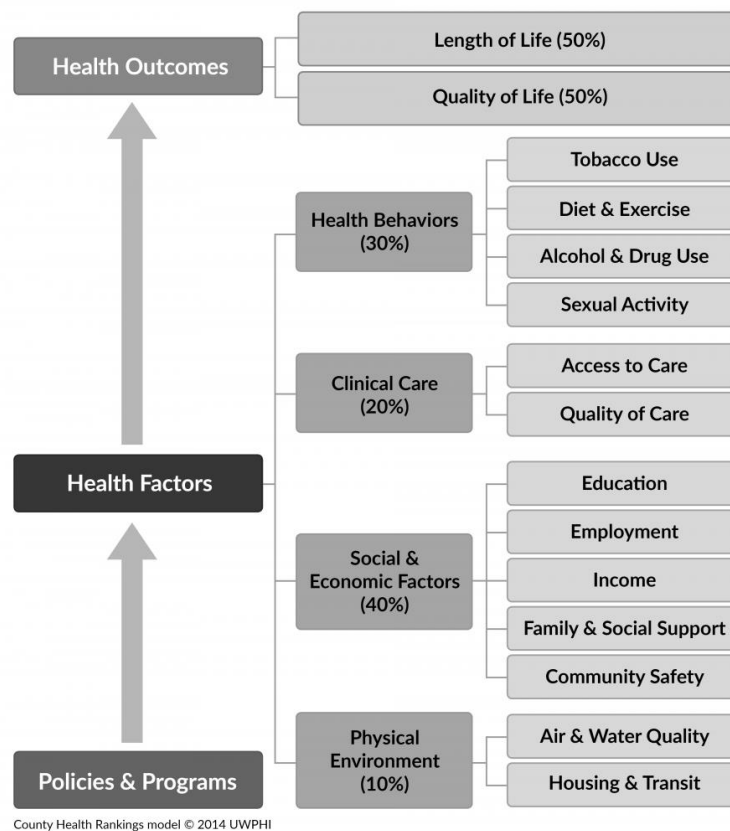 Health Outcomes
Length of Life (50%)
Quality of Life (50%)
Health Behaviors
(30%)
Tobacco Use
Diet & Exercise
Alcohol & Drug Use
Sexual Activity
Clinical Care
(20%)
Access to Care
Quality of Care
Health Factors
Social &
Economic Factors
(40%)
Education
Employment
Income
Family & Social Support
Community Safety
Physical
Environment
(10%)
Air & Water Quality
Housing & Transit
Policies & Programs
County Health Rankings model © 2014 UWPHI